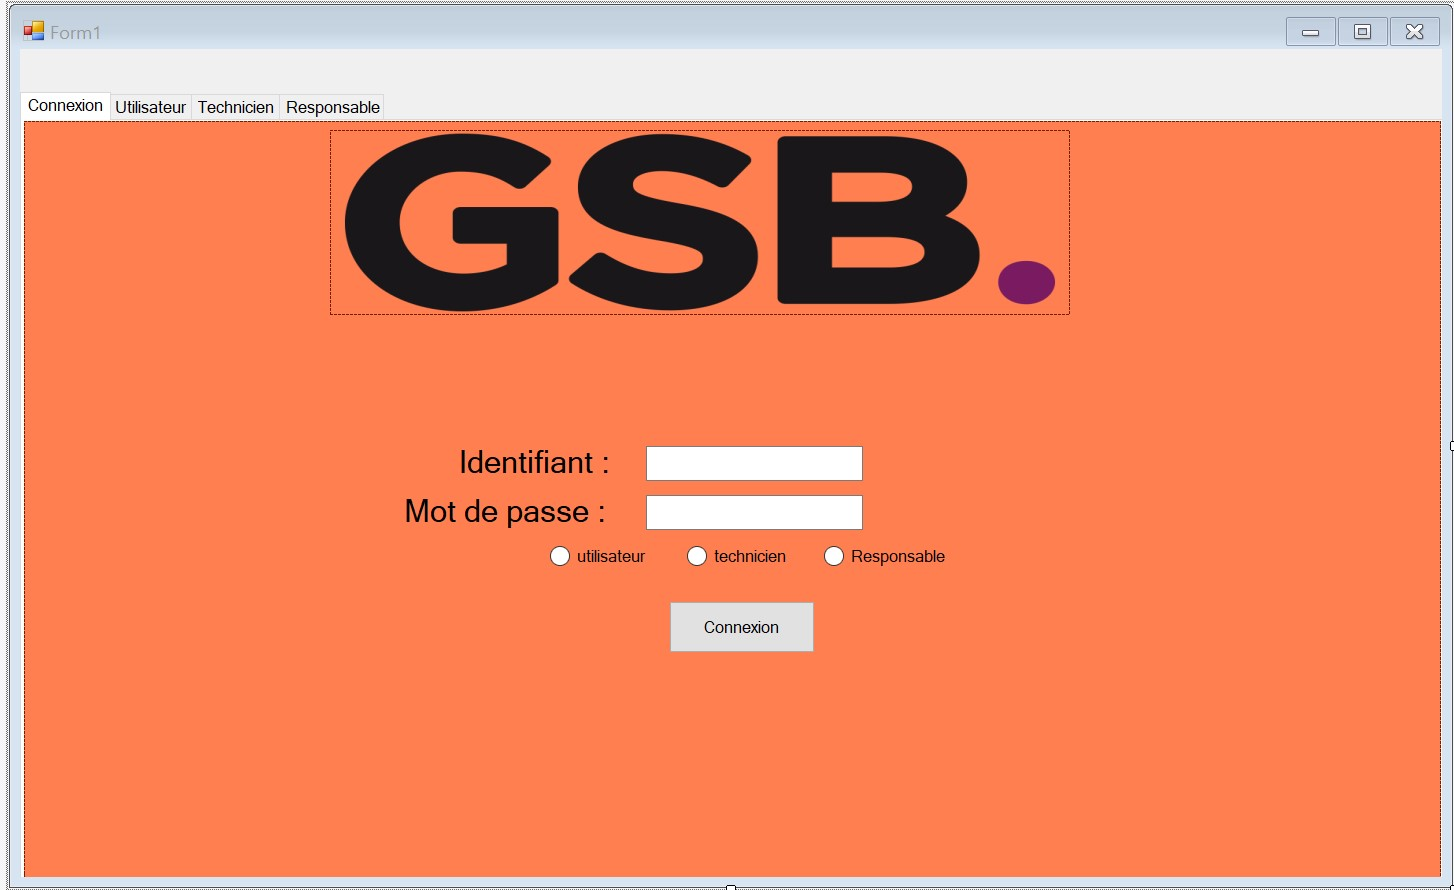 Form1
Connexion Utilisateur Technicien Responsable
GSB.
Identifiant :
Mot de passe :
utilisateur technicien Responsable
Connexion